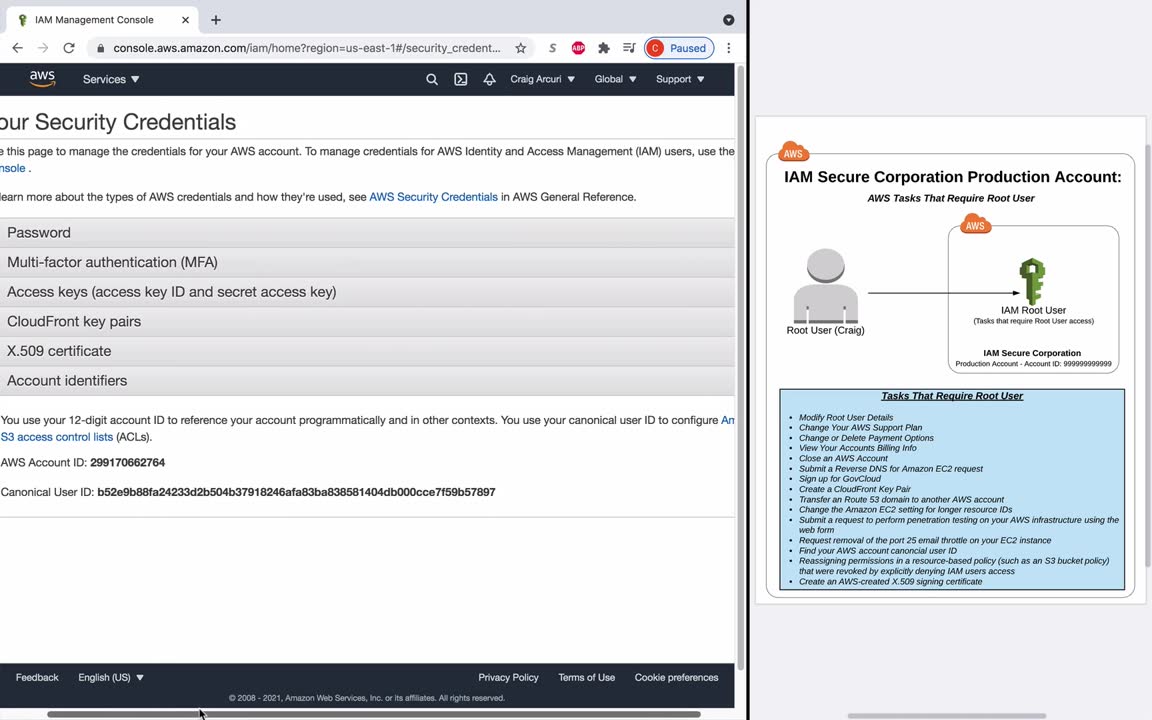 IAM Management Console
console.aws.amazon.com/iam/home?region=us-east-1#/security_credent...
S
ABP
C Paused
aws
Services
Craig Arcuri
Global
Support
our Security Credentials
e this page to manage the credentials for your AWS account. To manage credentials for AWS Identity and Access Management (IAM) users, use the
nsole .
learn more about the types of AWS credentials and how they're used, see AWS Security Credentials in AWS General Reference.
Password
Multi-factor authentication (MFA)
Access keys (access key ID and secret access key)
CloudFront key pairs
X.509 certificate
Account identifiers
You use your 12-digit account ID to reference your account programmatically and in other contexts. You use your canonical user ID to configure Am
S3 access control lists (ACLs).
AWS Account ID: 299170662764
Canonical User ID: b52e9b88fa24233d2b504b37918246afa83ba838581404db000cce7f59b57897
Feedback
English (US)
Privacy Policy
Terms of Use
Cookie preferences
© 2008 - 2021, Amazon Web Services, Inc. or its affiliates. All rights reserved.
AWS
IAM Secure Corporation Production Account:
AWS Tasks That Require Root User
AWS
Root User (Craig)
IAM Root User
(Tasks that require Root User access)
IAM Secure Corporation
Production Account - Account ID: 999999999999
Tasks That Require Root User
• Modify Root User Details
• Change Your AWS Support Plan
• Change or Delete Payment Options
• View Your Accounts Billing Info
• Close an AWS Account
• Submit a Reverse DNS for Amazon EC2 request
• Sign up for GovCloud
• Create a CloudFront Key Pair
• Transfer an Route 53 domain to another AWS account
• Change the Amazon EC2 setting for longer resource IDs
• Submit a request to perform penetration testing on your AWS infrastructure using the
web form
• Request removal of the port 25 email throttle on your EC2 instance
• Find your AWS account canoncial user ID
• Reassigning permissions in a resource-based policy (such as an S3 bucket policy)
that were revoked by explicitly denying IAM users access
• Create an AWS-created X.509 signing certificate